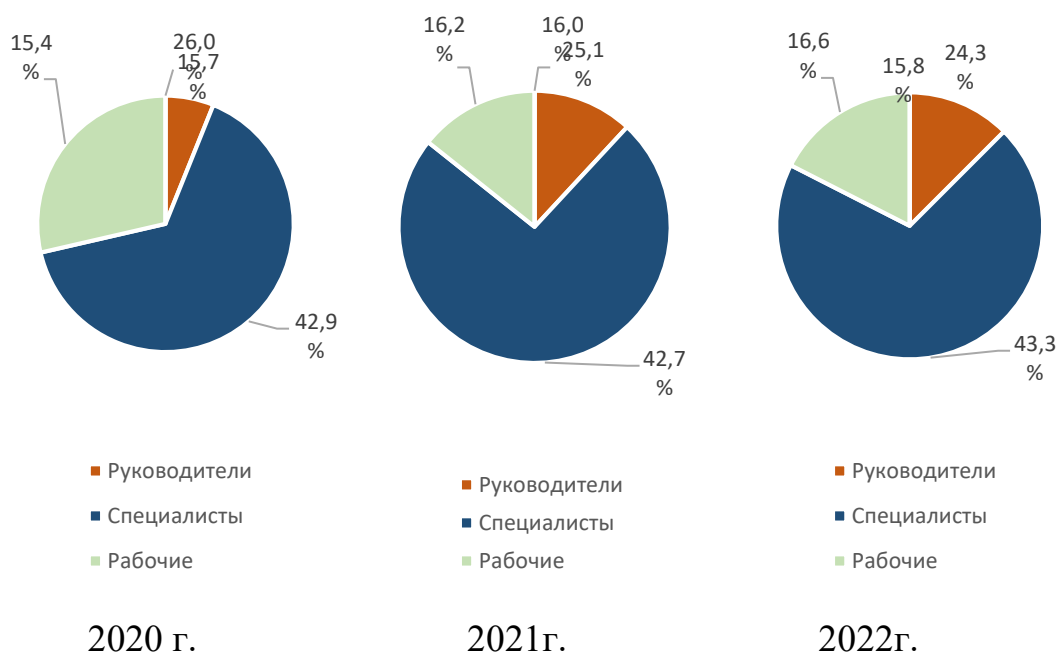 15,4
%
26,0
%
15,7
%
42,9
%
Руководители
Специалисты
Рабочие
2020 г.
16,2
%
16,0
%
25,1
%
42,7
%
Руководители
Специалисты
Рабочие
2021г.
16,6
%
15,8
%
24,3
%
43,3
%
Руководители
Специалисты
Рабочие
2022г.